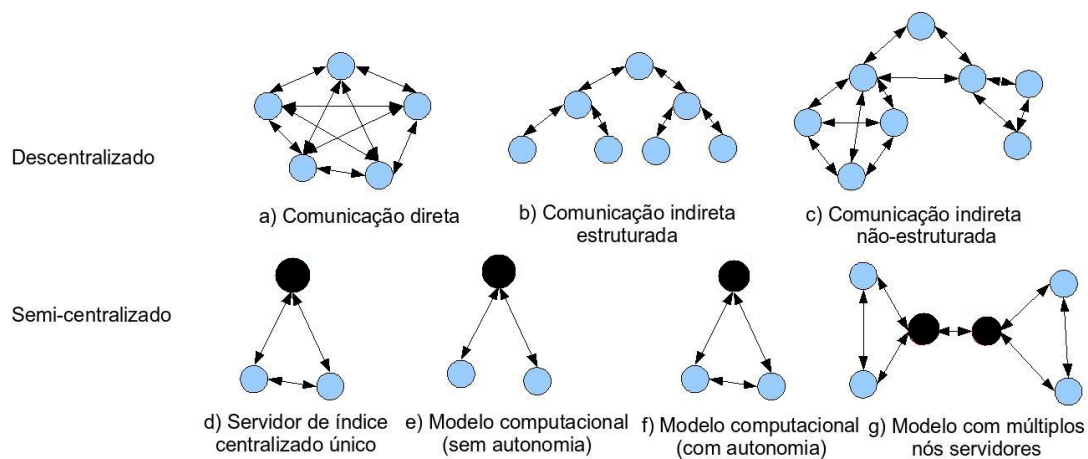 Descentralizado
a) Comunicação direta
b) Comunicação indireta
estruturada
c) Comunicação indireta
não-estruturada
Semi-centralizado
d) Servidor de índice
centralizado único
e) Modelo computacional
(sem autonomia)
f) Modelo computacional
(com autonomia)
g) Modelo com múltiplos
nós servidores